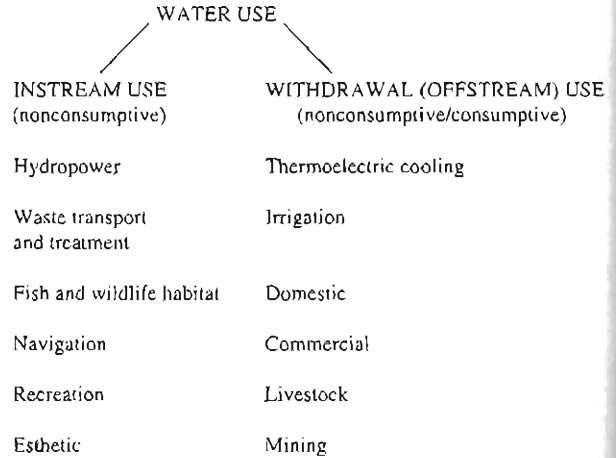 WATER USE
INSTREAM USE
(nonconsumptive)
Hydropower
Waste transport
and treatment
Fish and wildlife habitat
Navigation
Recreation
Esthetic
WITHDRAWAL (OFFSTREAM) USE
(nonconsumptive/consumptive)
Thermoelectric cooling
Irrigation
Domestic
Commercial
Livestock
Mining